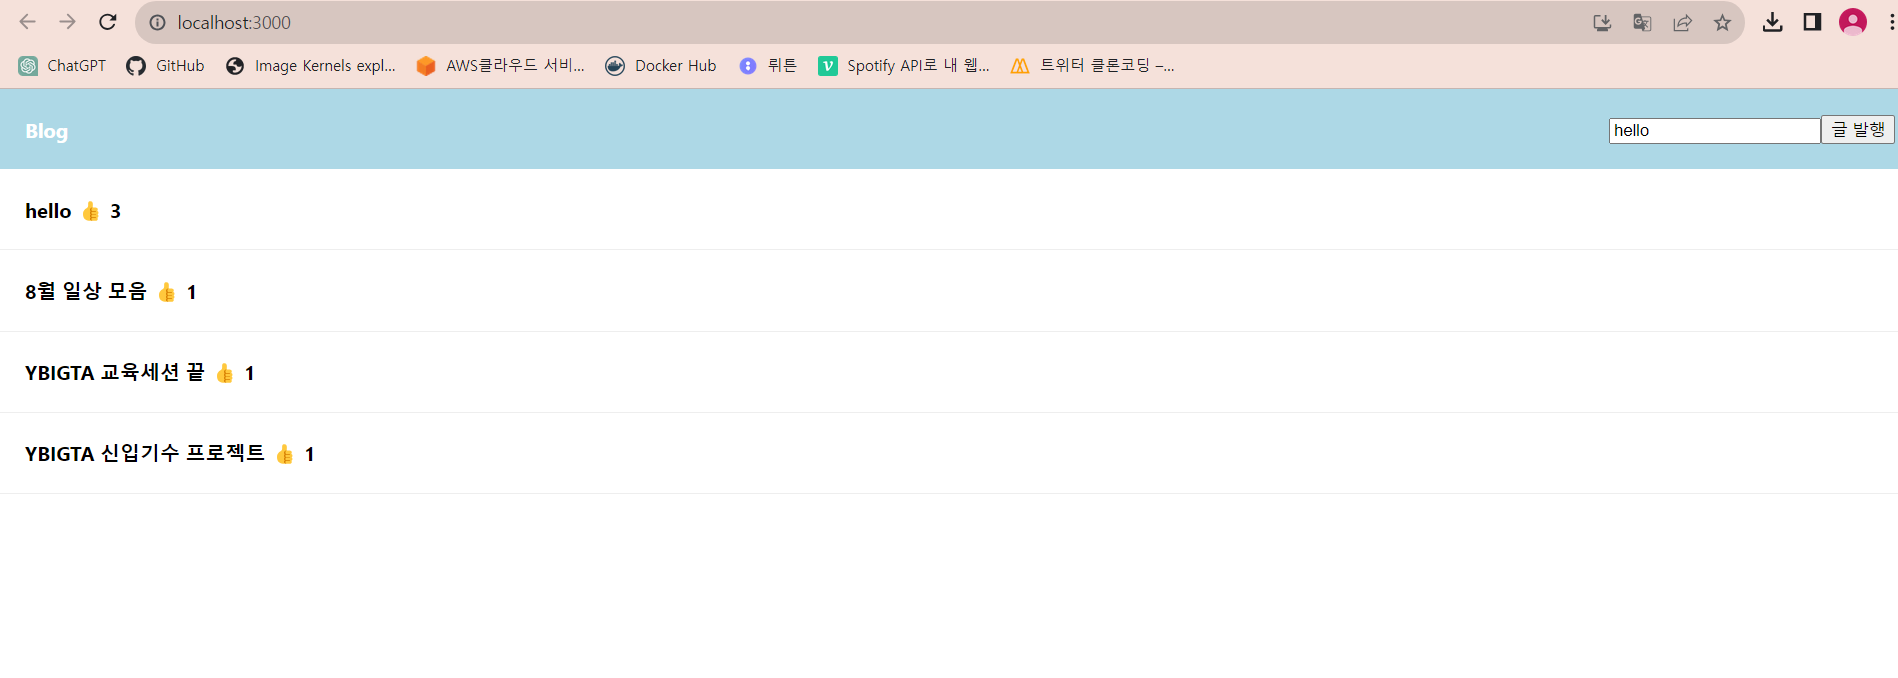 localhost:3000
ChatGPT GitHub Image Kernels expl... AWS클라우드 서비... Docker Hub 뤼튼 Spotify API로 내 웹... 트위터 클론코딩 –...
Blog hello 글 발행
hello 👍 3
8월 일상 모음 👍 1
YBIGTA 교육세션 끝 👍 1
YBIGTA 신입기수 프로젝트 👍 1